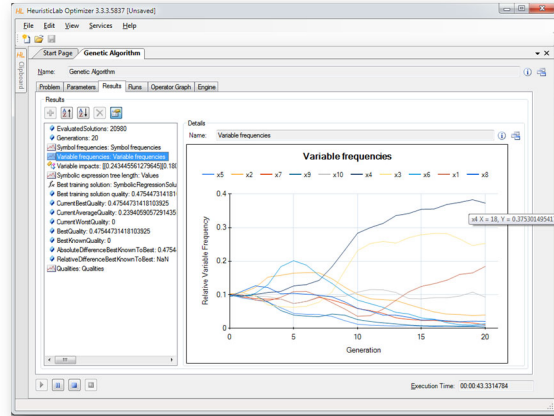 HL HeuristicLab Optimizer 3.3.3.5837 [Unsaved]
File Edit View Services Help
HL Clipboard
Start Page Genetic Algorithm
Name: Genetic Algorithm
Problem Parameters Results Runs Operator Graph Engine
Results
EvaluatedSolutions: 20980
Generations: 20
Symbol frequencies: Symbol frequencies
Variable frequencies: Variable frequencies
Variable impacts: [[0.243445561279645][0.180
Symbolic expression tree length: Values
Best training solution: SymbolicRegressionSolu
Best training solution quality: 0.4754474314181
CurrentBestQuality: 0.47544731418103925
CurrentAverageQuality: 0.2394059057291435
CurrentWorstQuality: 0
BestQuality: 0.47544731418103925
BestKnownQuality: 0
AbsoluteDifferenceBestKnownToBest: 0.4754
RelativeDifferenceBestKnownToBest: NaN
Qualities: Qualities
Details
Name: Variable frequencies
Variable frequencies
x5 x2 x7 x9 x10 x4 x3 x6 x1 x8
Relative Variable Frequency
0.4
0.3
0.2
0.1
0
0 5 10 15 20
Generation
x4 X = 18, Y = 0.37530149541
Execution Time: 00:00:43.3314784